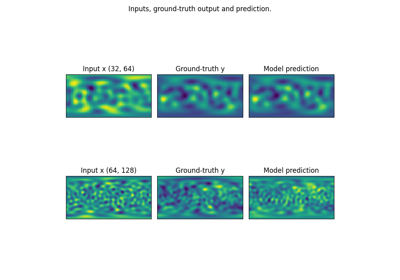 Inputs, ground-truth output and prediction.
Input x (32, 64) Ground-truth y Model prediction
Input x (64, 128) Ground-truth y Model prediction